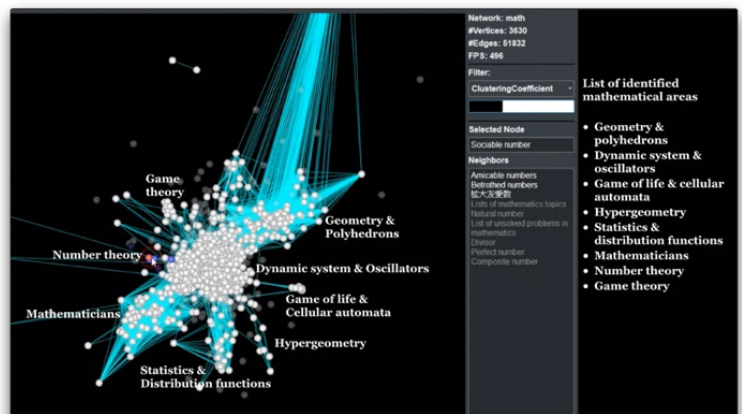 Network: math
#Vertices: 3630
#Edges: 51832
FPS: 496
Filter:
ClusteringCoefficient
Selected Node
Sociable number
Neighbors
Amicable numbers
Betrothed numbers
拡大友愛数
Lists of mathematics topics
Natural number
List of unsolved problems in
mathematics
Divisor
Perfect number
Composite number
List of identified
mathematical areas
• Geometry &
polyhedrons
• Dynamic system &
oscillators
• Game of life & cellular
automata
• Hypergeometry
• Statistics &
distribution functions
• Mathematicians
• Number theory
• Game theory
Game
theory
Geometry &
Polyhedrons
Number theory
Dynamic system & Oscillators
Game of life &
Cellular automata
Mathematicians
Hypergeometry
Statistics &
Distribution functions